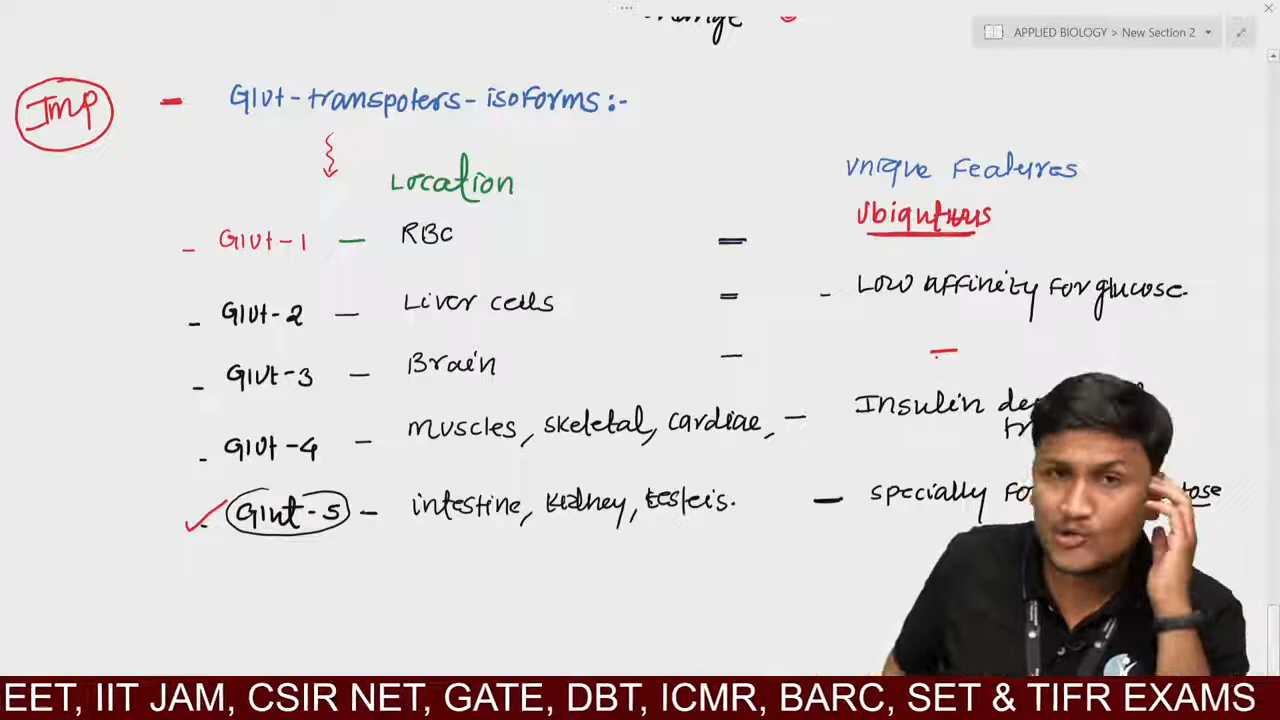 APPLIED BIOLOGY > New Section 2
Imp - Glut-transpoters-isoforms:-
Location
Unique Features
Ubiqutous
- Glut-1 — RBC =
- Glut-2 — Liver cells = - Low affinity for glucose.
- Glut-3 — Brain — —
- Glut-4 - muscles, skeletal, cardiac, — Insulin
- Glut-5 - intestine, kidney, testeis. — specially
EET, IIT JAM, CSIR NET, GATE, DBT, ICMR, BARC, SET & TIFR EXAMS